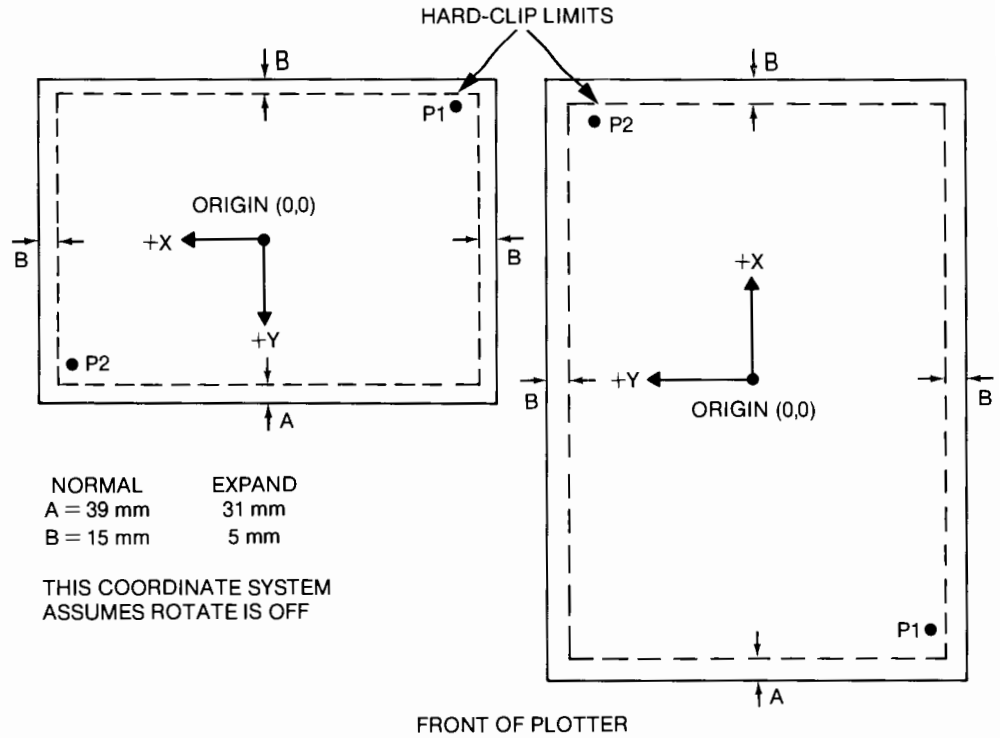 HARD-CLIP LIMITS
B
P1
ORIGIN (0,0)
+X
B
B
+Y
P2
A
B
P2
+X
+Y
B
B
ORIGIN (0,0)
P1
A
NORMAL EXPAND
A = 39 mm 31 mm
B = 15 mm 5 mm
THIS COORDINATE SYSTEM
ASSUMES ROTATE IS OFF
FRONT OF PLOTTER